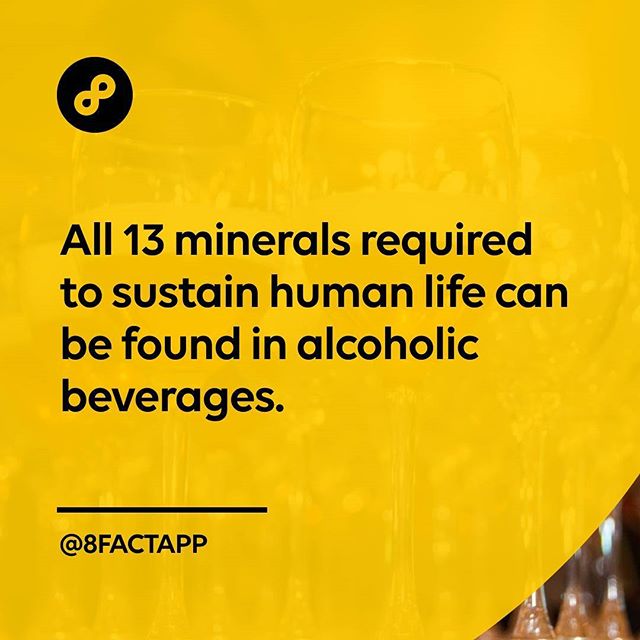 All 13 minerals required
to sustain human life can
be found in alcoholic
beverages.
@8FACTAPP